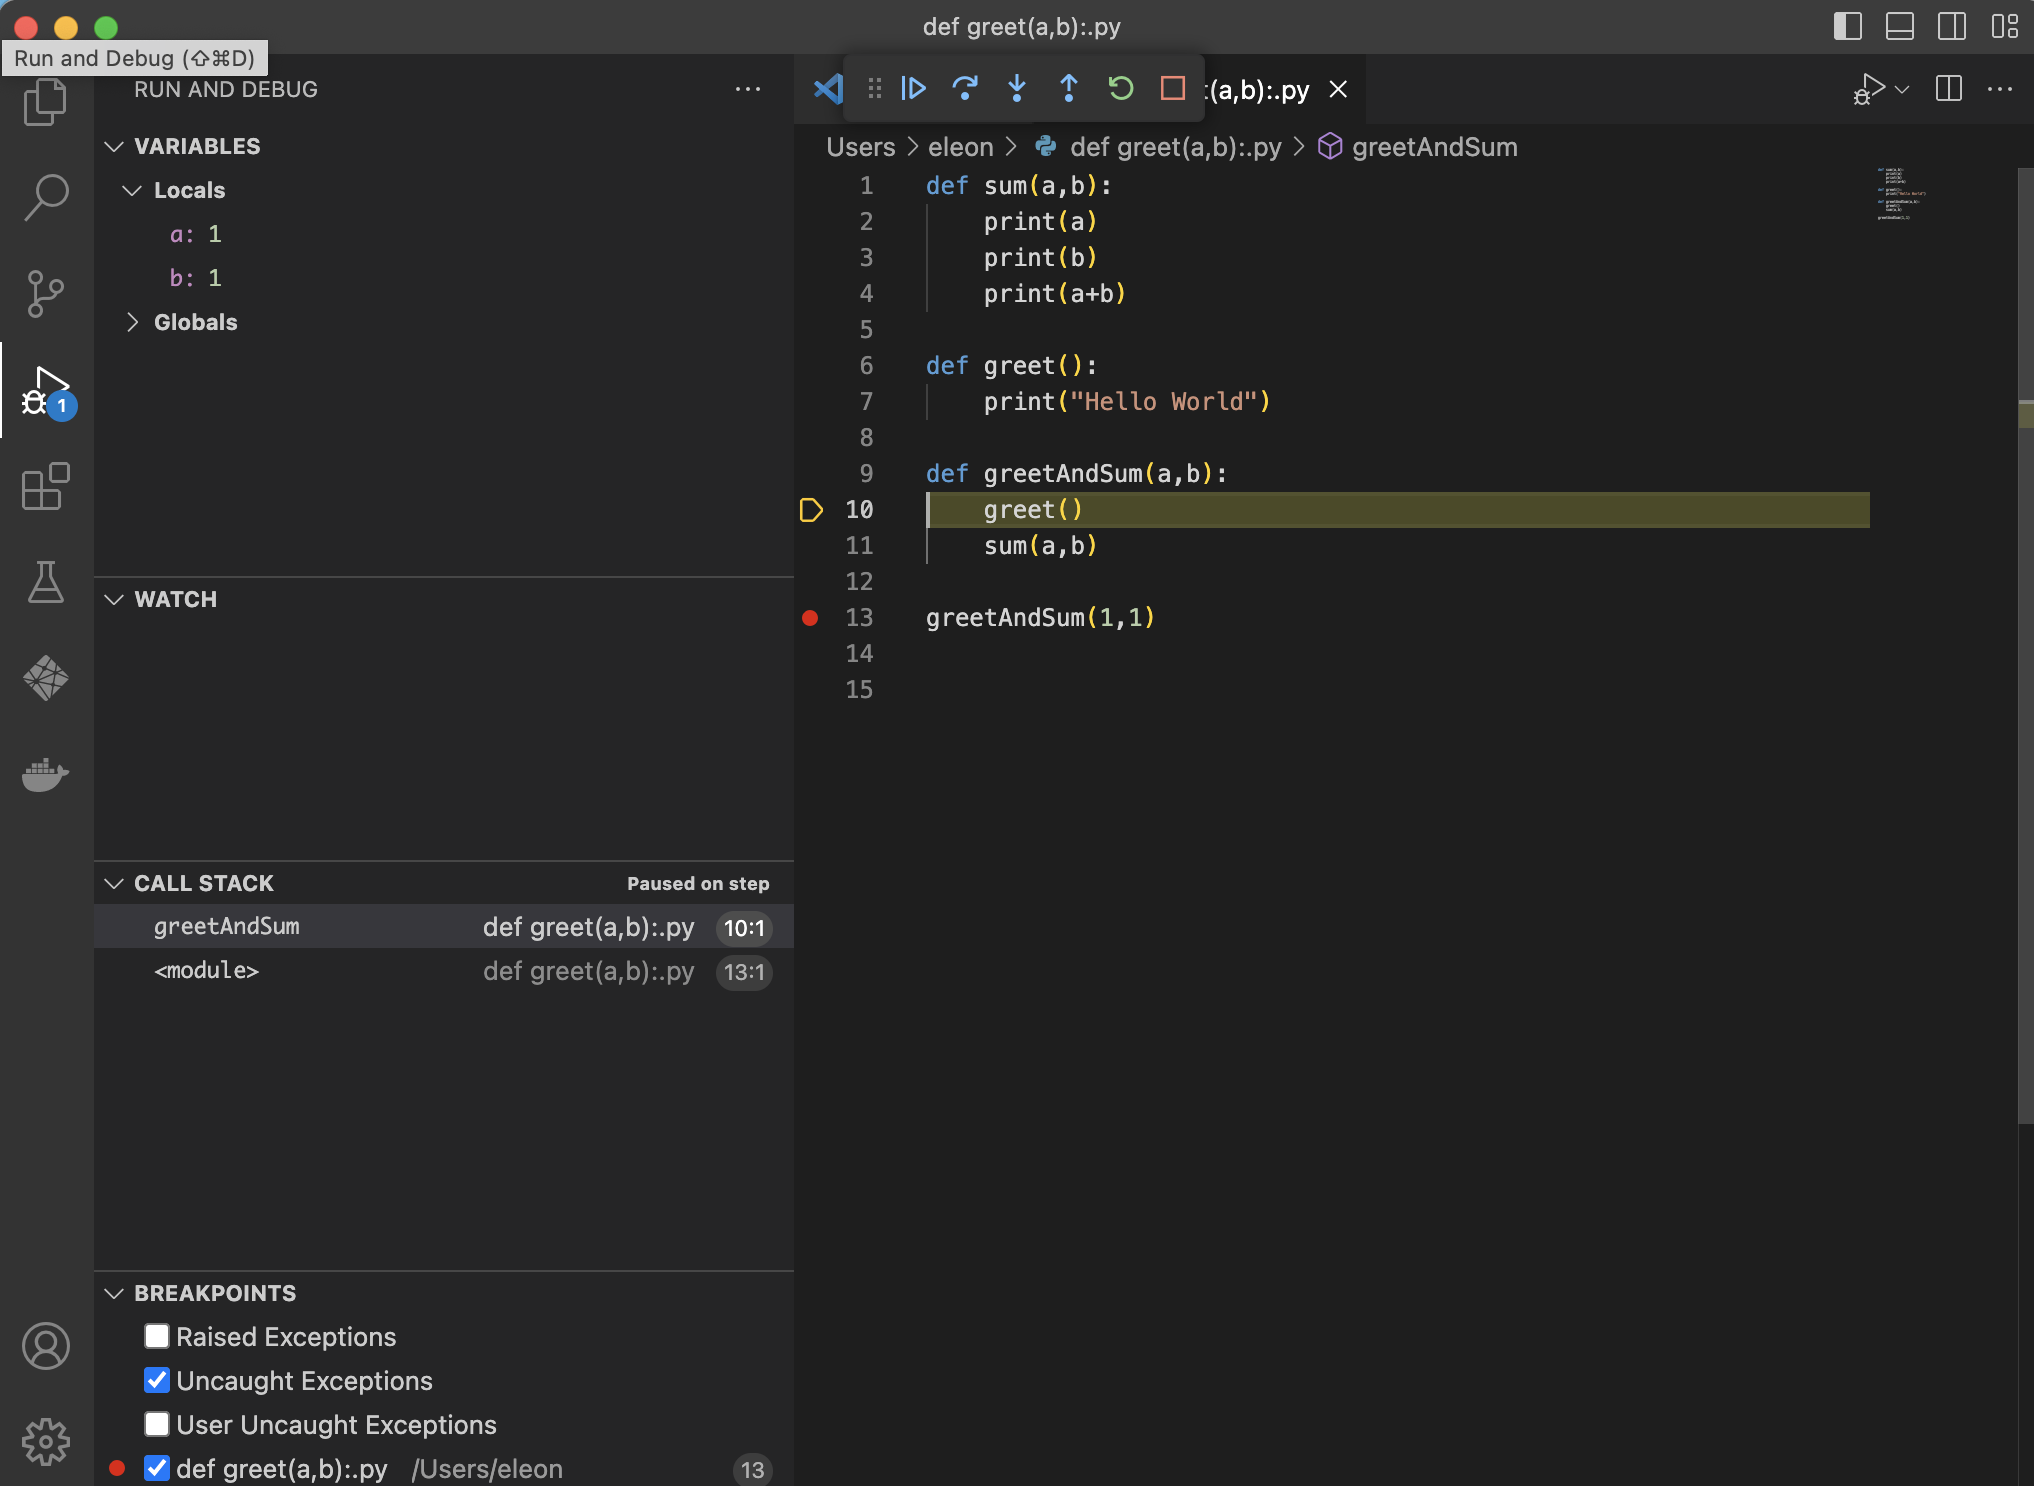 def greet(a,b):.py
Run and Debug (⇧⌘D)
RUN AND DEBUG
VARIABLES
Locals
a: 1
b: 1
Globals
1
WATCH
CALL STACK Paused on step
greetAndSum def greet(a,b):.py 10:1
<module> def greet(a,b):.py 13:1
BREAKPOINTS
Raised Exceptions
Uncaught Exceptions
User Uncaught Exceptions
def greet(a,b):.py /Users/eleon 13
t(a,b):.py
Users > eleon > def greet(a,b):.py > greetAndSum
1 def sum(a,b):
2     print(a)
3     print(b)
4     print(a+b)
5
6 def greet():
7     print("Hello World")
8
9 def greetAndSum(a,b):
10     greet()
11     sum(a,b)
12
13 greetAndSum(1,1)
14
15